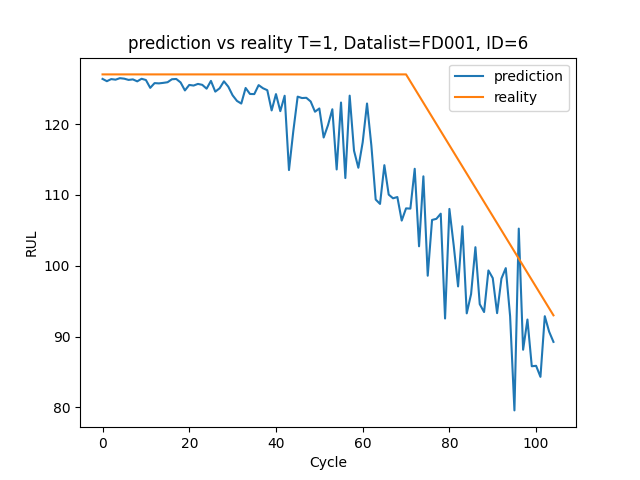 prediction vs reality T=1, Datalist=FD001, ID=6
prediction
reality
RUL
120
110
100
90
80
0
20
40
60
80
100
Cycle